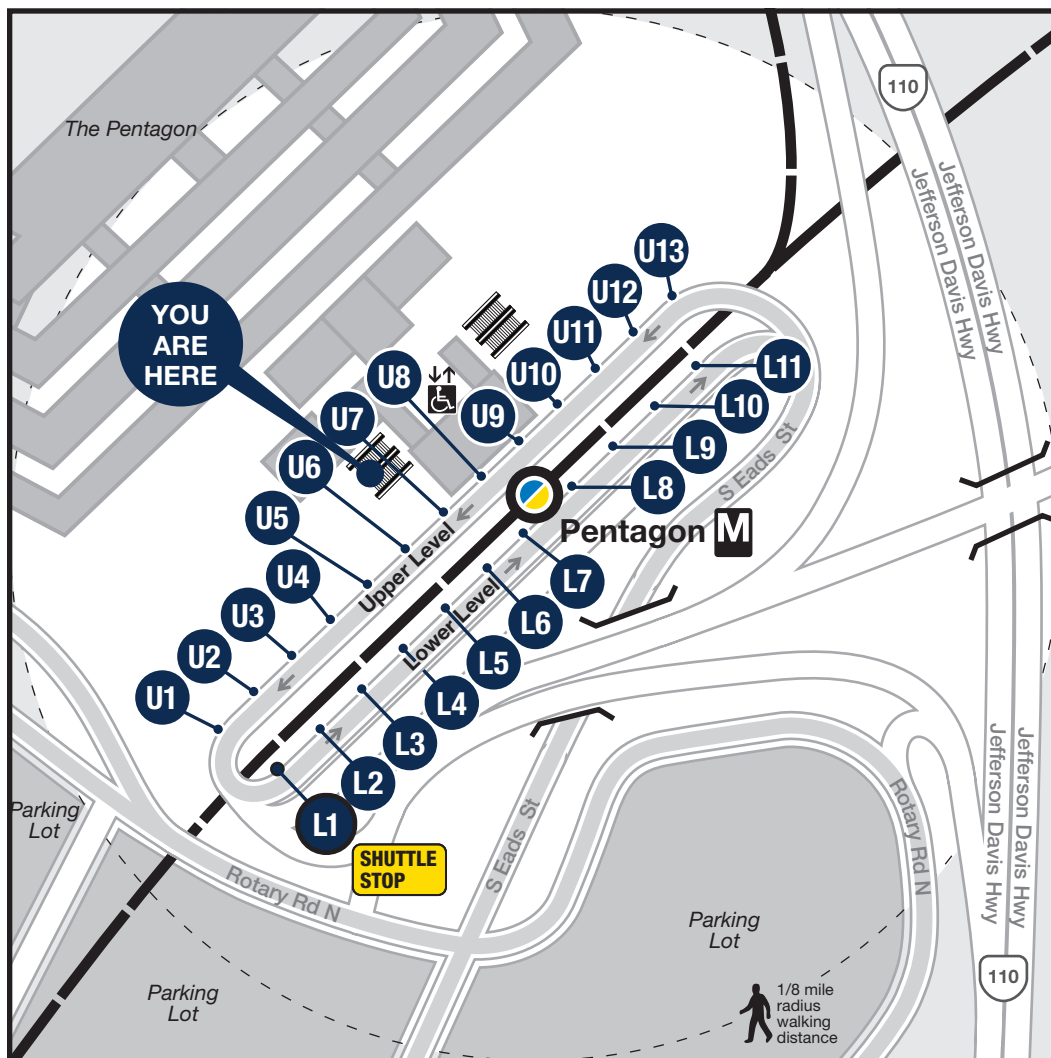 The Pentagon
110
Jefferson Davis Hwy
Jefferson Davis Hwy
YOU
ARE
HERE
U13
U12
U11
U10
U9
U8
U7
U6
U5
U4
U3
U2
U1
L11
L10
L9
L8
L7
L6
L5
L4
L3
L2
L1
S Eads St
Pentagon M
Upper Level
Lower Level
SHUTTLE
STOP
Parking
Lot
Rotary Rd N
S Eads St
Rotary Rd N
Jefferson Davis Hwy
Jefferson Davis Hwy
Parking
Lot
Parking
Lot
110
1/8 mile
radius
walking
distance